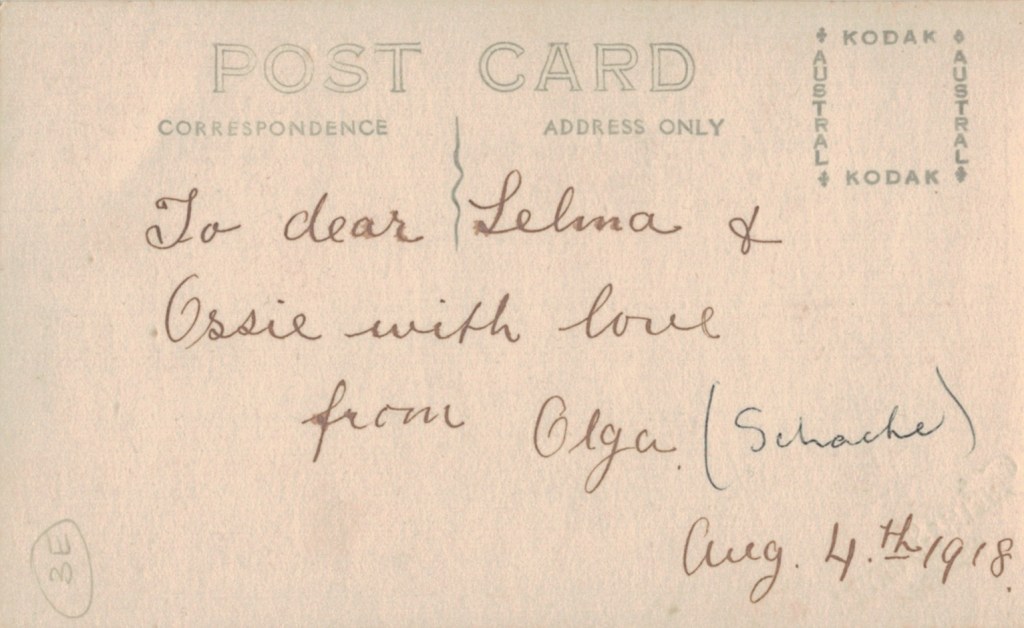 POST CARD
CORRESPONDENCE
ADDRESS ONLY
KODAK
AUSTRAL
AUSTRAL
KODAK
To dear Selma &
Ossie with love
from Olga. (Schache)
Aug. 4.th 1918.
3E